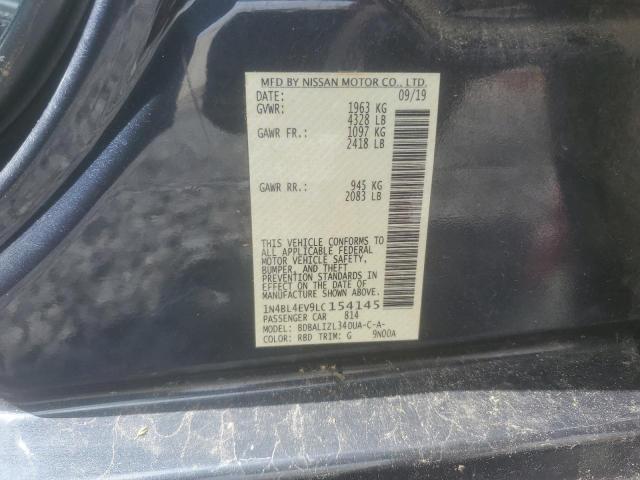 MFD BY NISSAN MOTOR CO., LTD.
DATE: 09/19
GVWR: 1963 KG
4328 LB
GAWR FR.: 1097 KG
2418 LB
GAWR RR.: 945 KG
2083 LB
THIS VEHICLE CONFORMS TO
ALL APPLICABLE FEDERAL
MOTOR VEHICLE SAFETY,
BUMPER, AND THEFT
PREVENTION STANDARDS IN
EFFECT ON THE DATE OF
MANUFACTURE SHOWN ABOVE.
1N4BL4EV9LC154145
PASSENGER CAR 814
MODEL: BDBALIZL340UA-C-A-
COLOR: RBD TRIM: G 9N00A